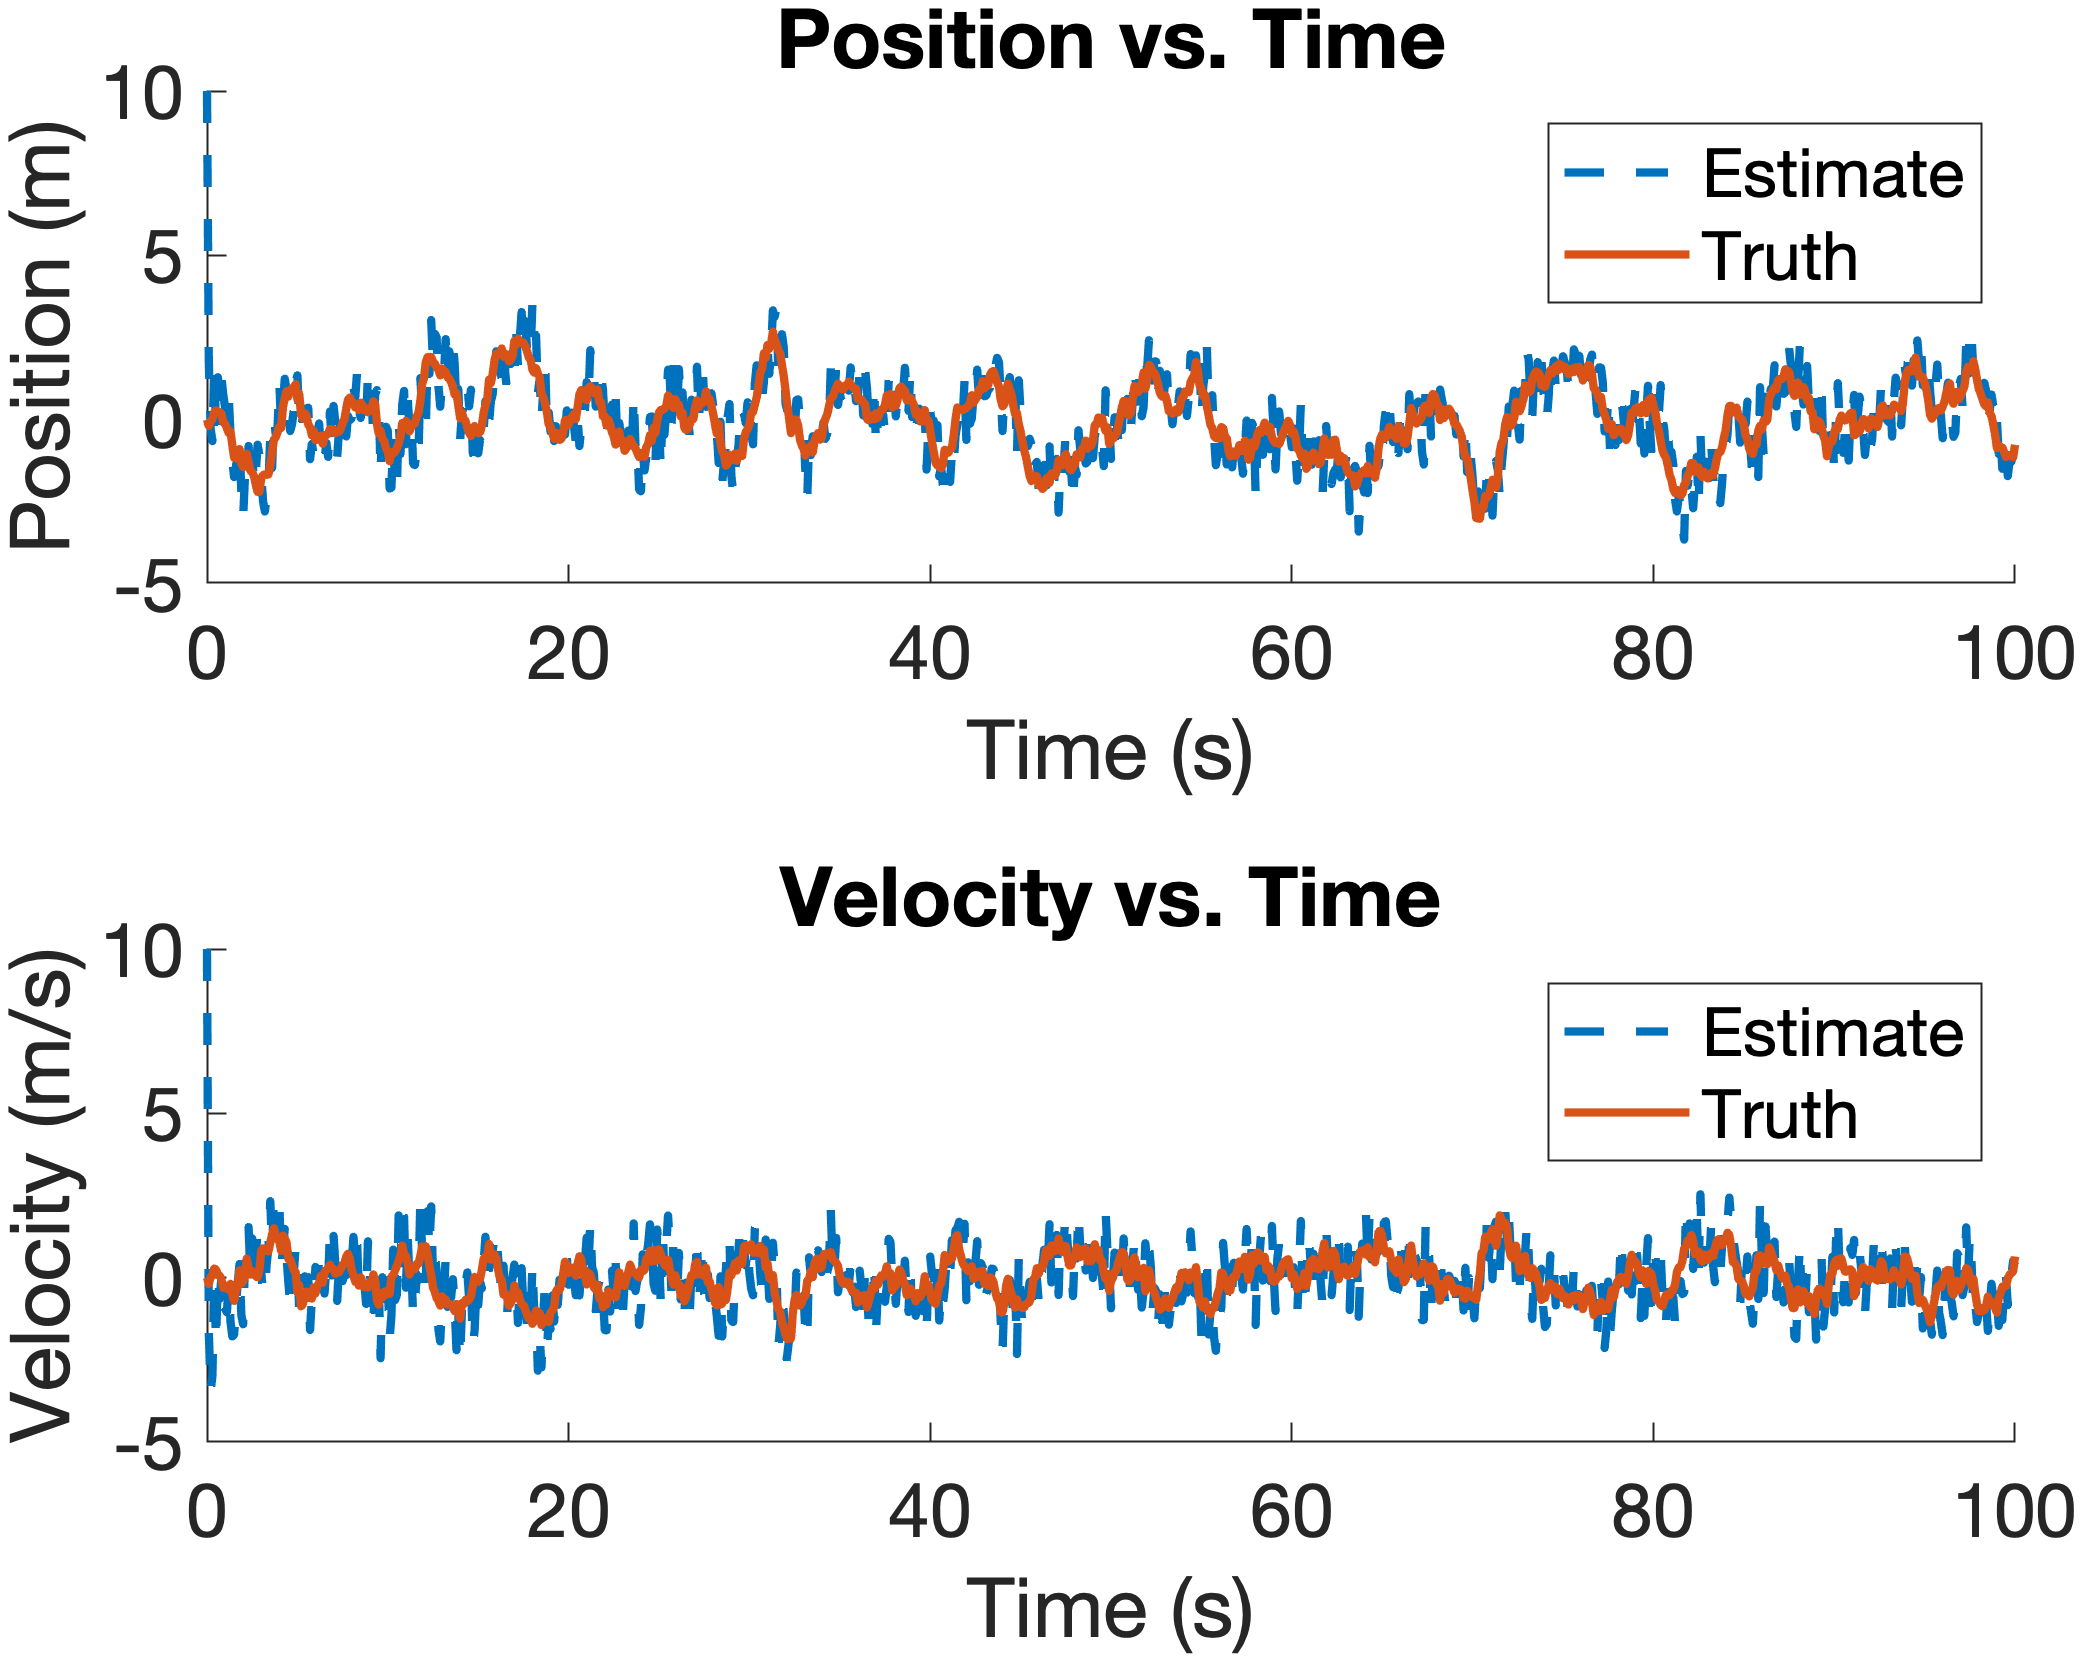 Position vs. Time
10
5
0
-5
Position (m)
Estimate
Truth
0 20 40 60 80 100
Time (s)
Velocity vs. Time
10
5
0
-5
Velocity (m/s)
Estimate
Truth
0 20 40 60 80 100
Time (s)